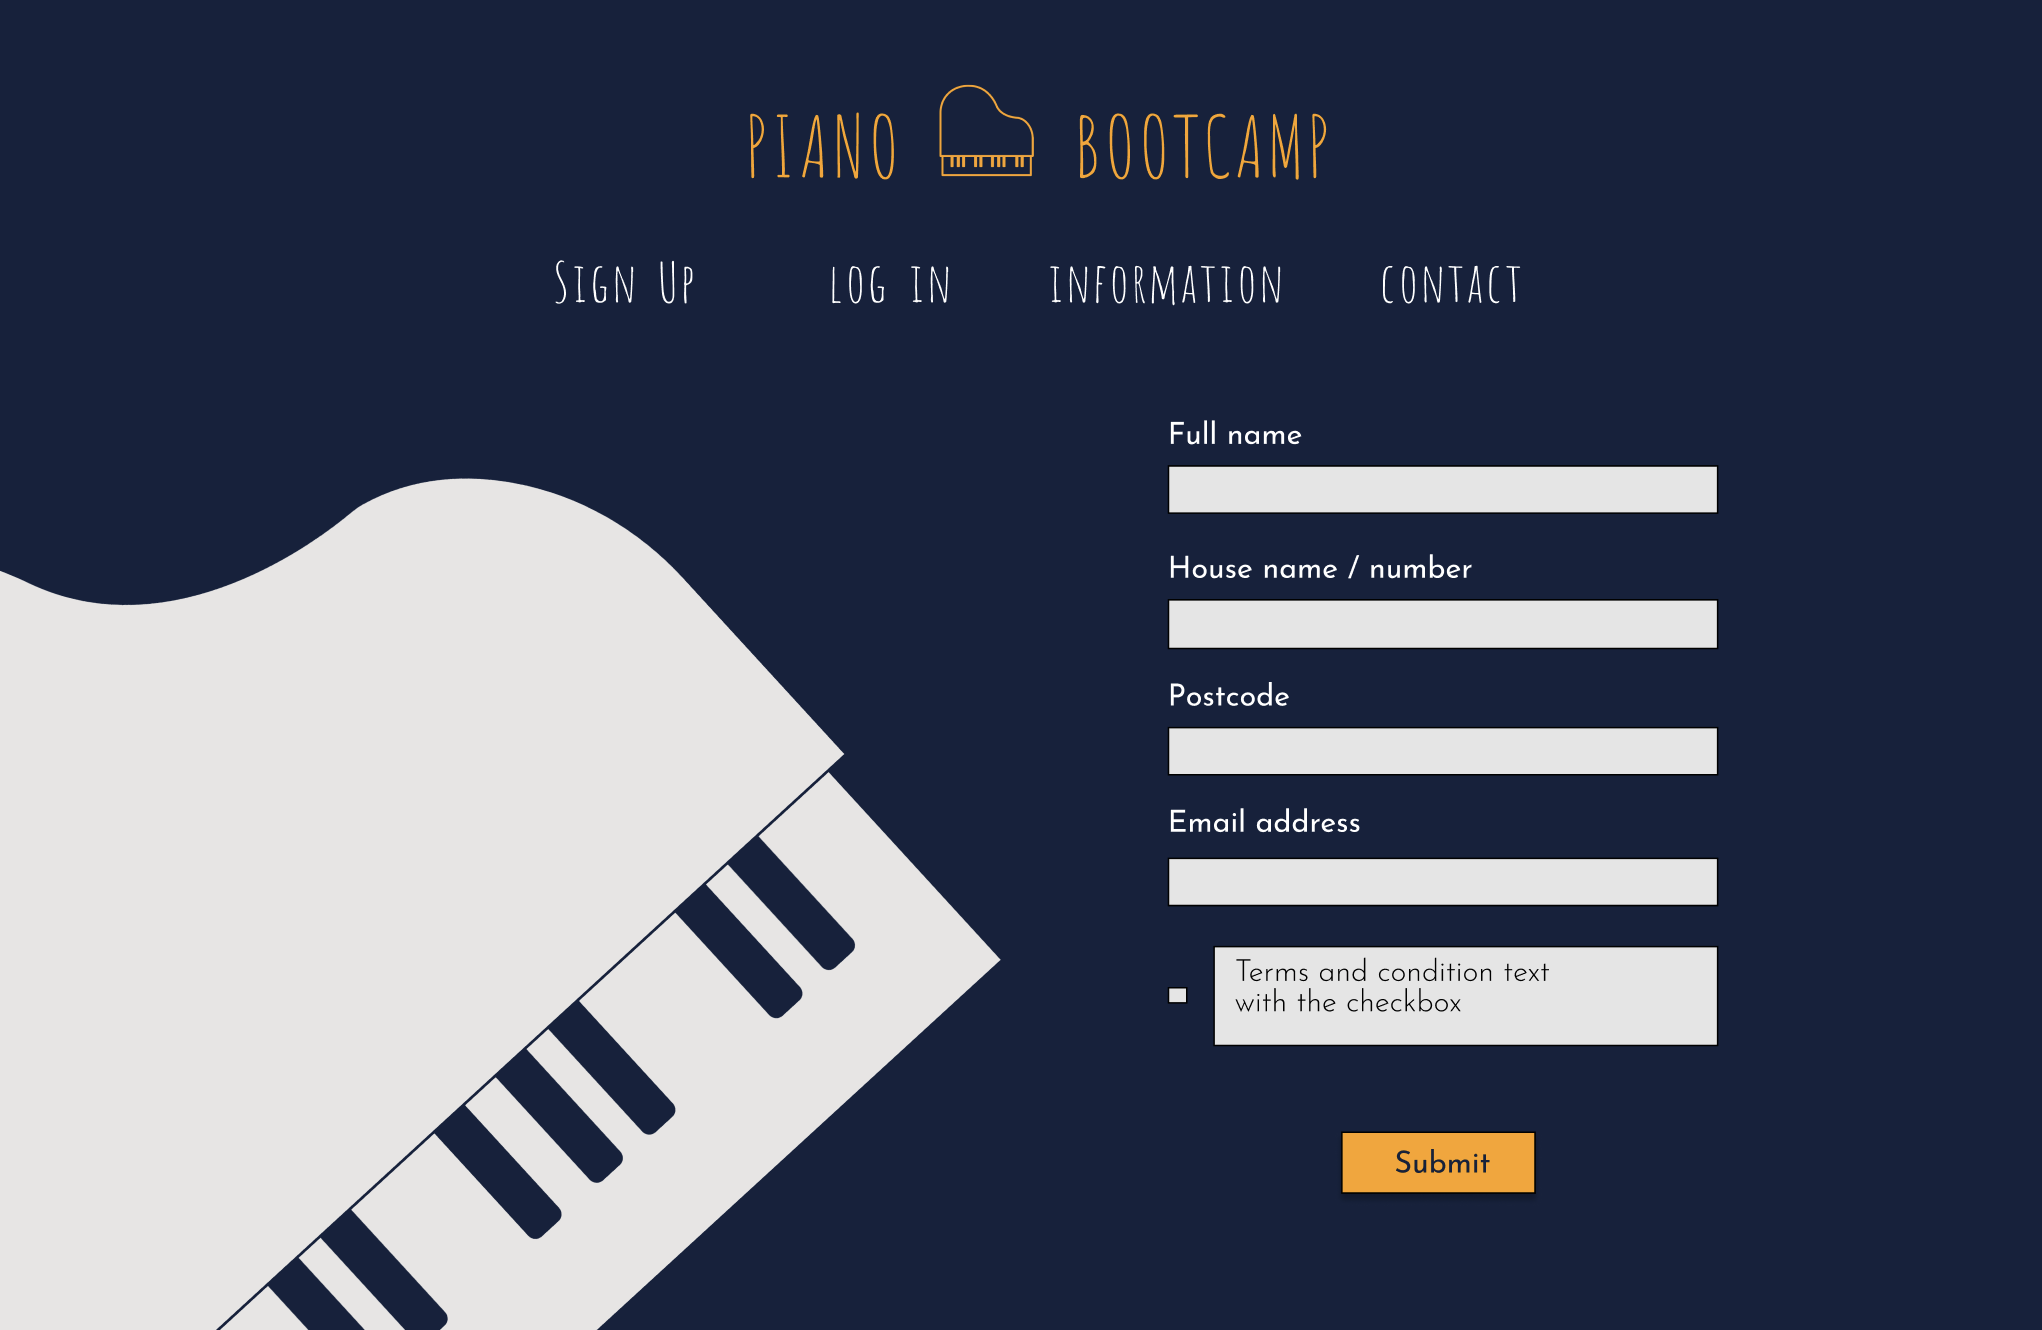 PIANO BOOTCAMP
SIGN UP LOG IN INFORMATION CONTACT
Full name
House name / number
Postcode
Email address
Terms and condition text
with the checkbox
Submit